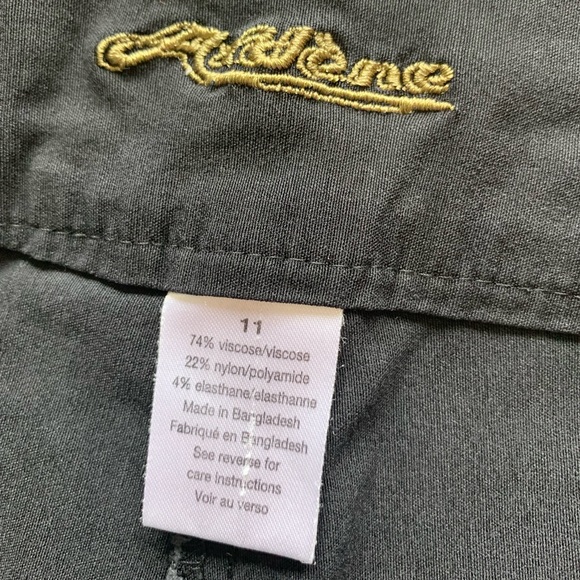 Ardène
11
74% viscose/viscose
22% nylon/polyamide
4% elasthane/elasthanne
Made in Bangladesh
Fabriqué en Bangladesh
See reverse for
care instructions
Voir au verso